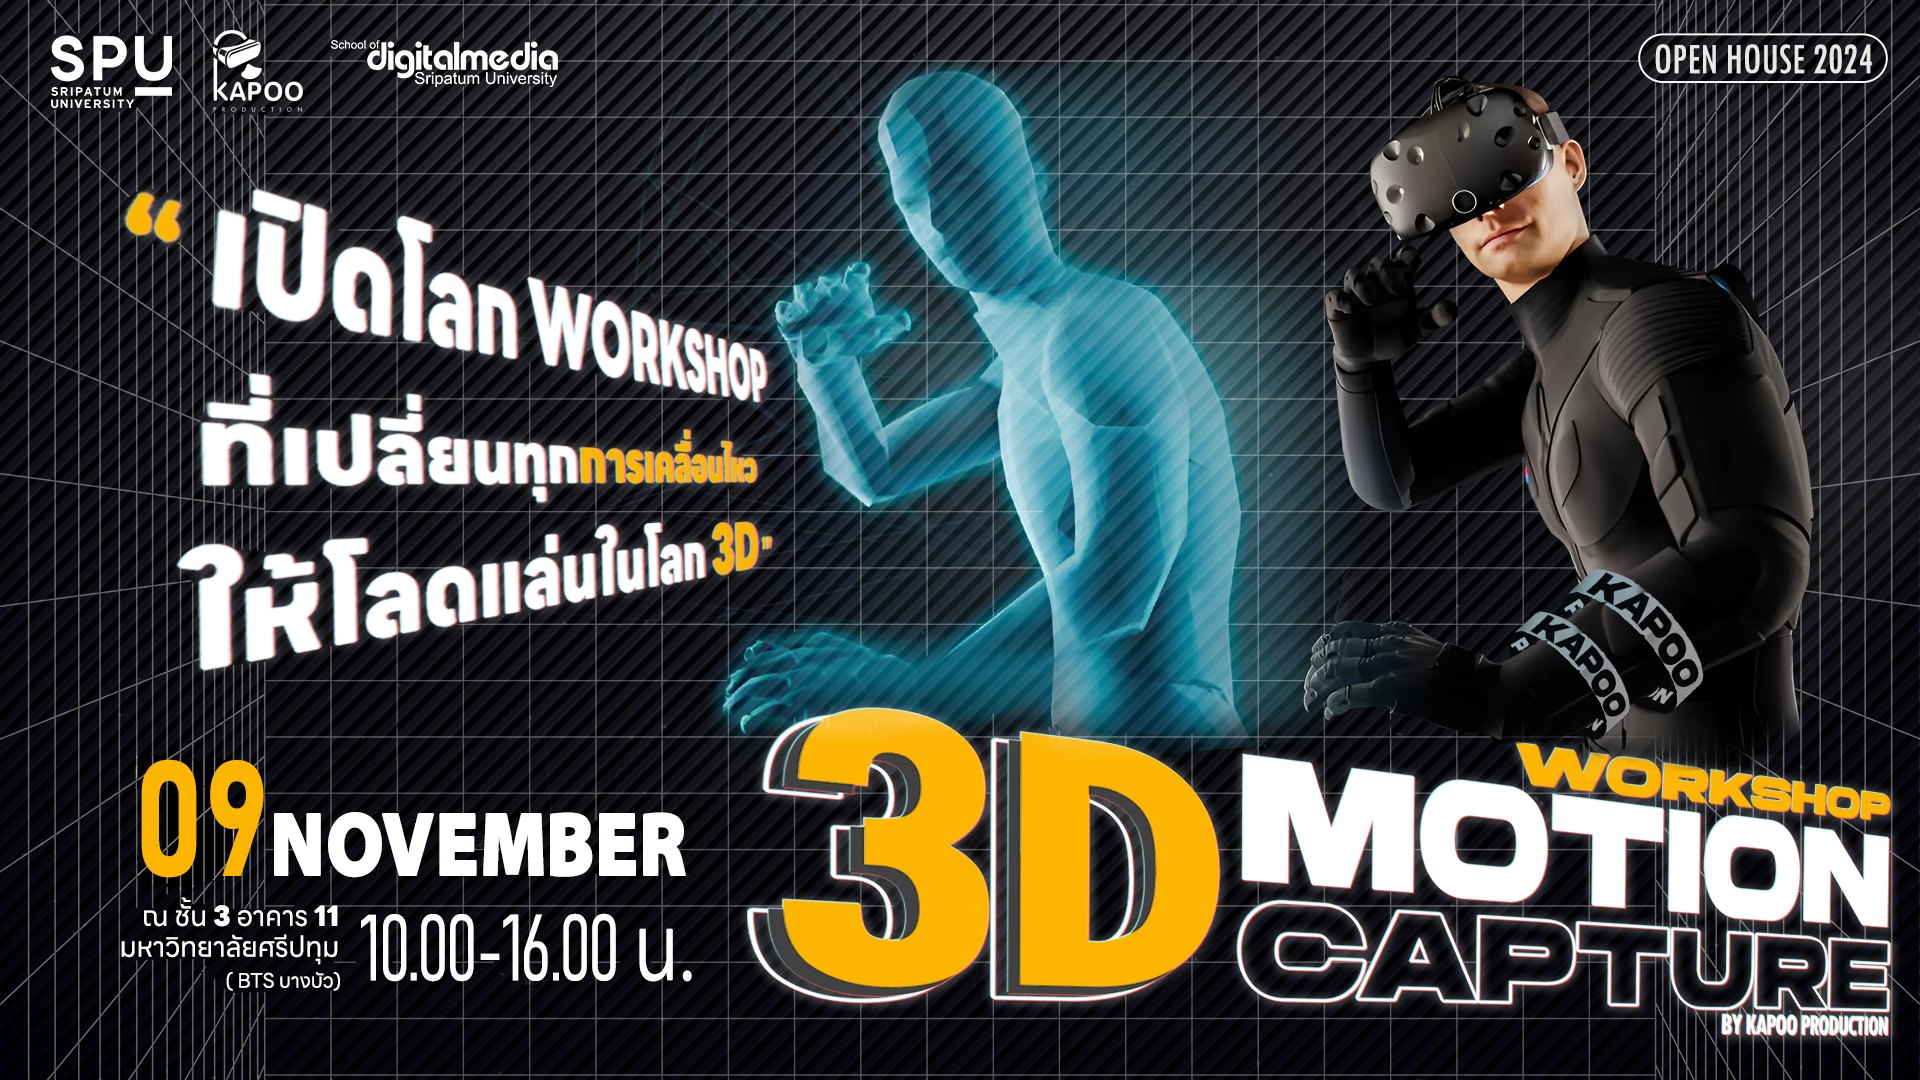 SPU
SRIPATUM
UNIVERSITY
KAPOO
PRODUCTION
School of
digitalmedia
Sripatum University
OPEN HOUSE 2024
“ เปิดโลก WORKSHOP
ที่เปลี่ยนทุกการเคลื่อนไหว
ให้โลดแล่นในโลก 3D ”
KAPOO
KAPOO
09 NOVEMBER
ณ ชั้น 3 อาคาร 11
มหาวิทยาลัยศรีปทุม
( BTS บางบัว)
10.00-16.00 น.
WORKSHOP
3D MOTION
CAPTURE
BY KAPOO PRODUCTION